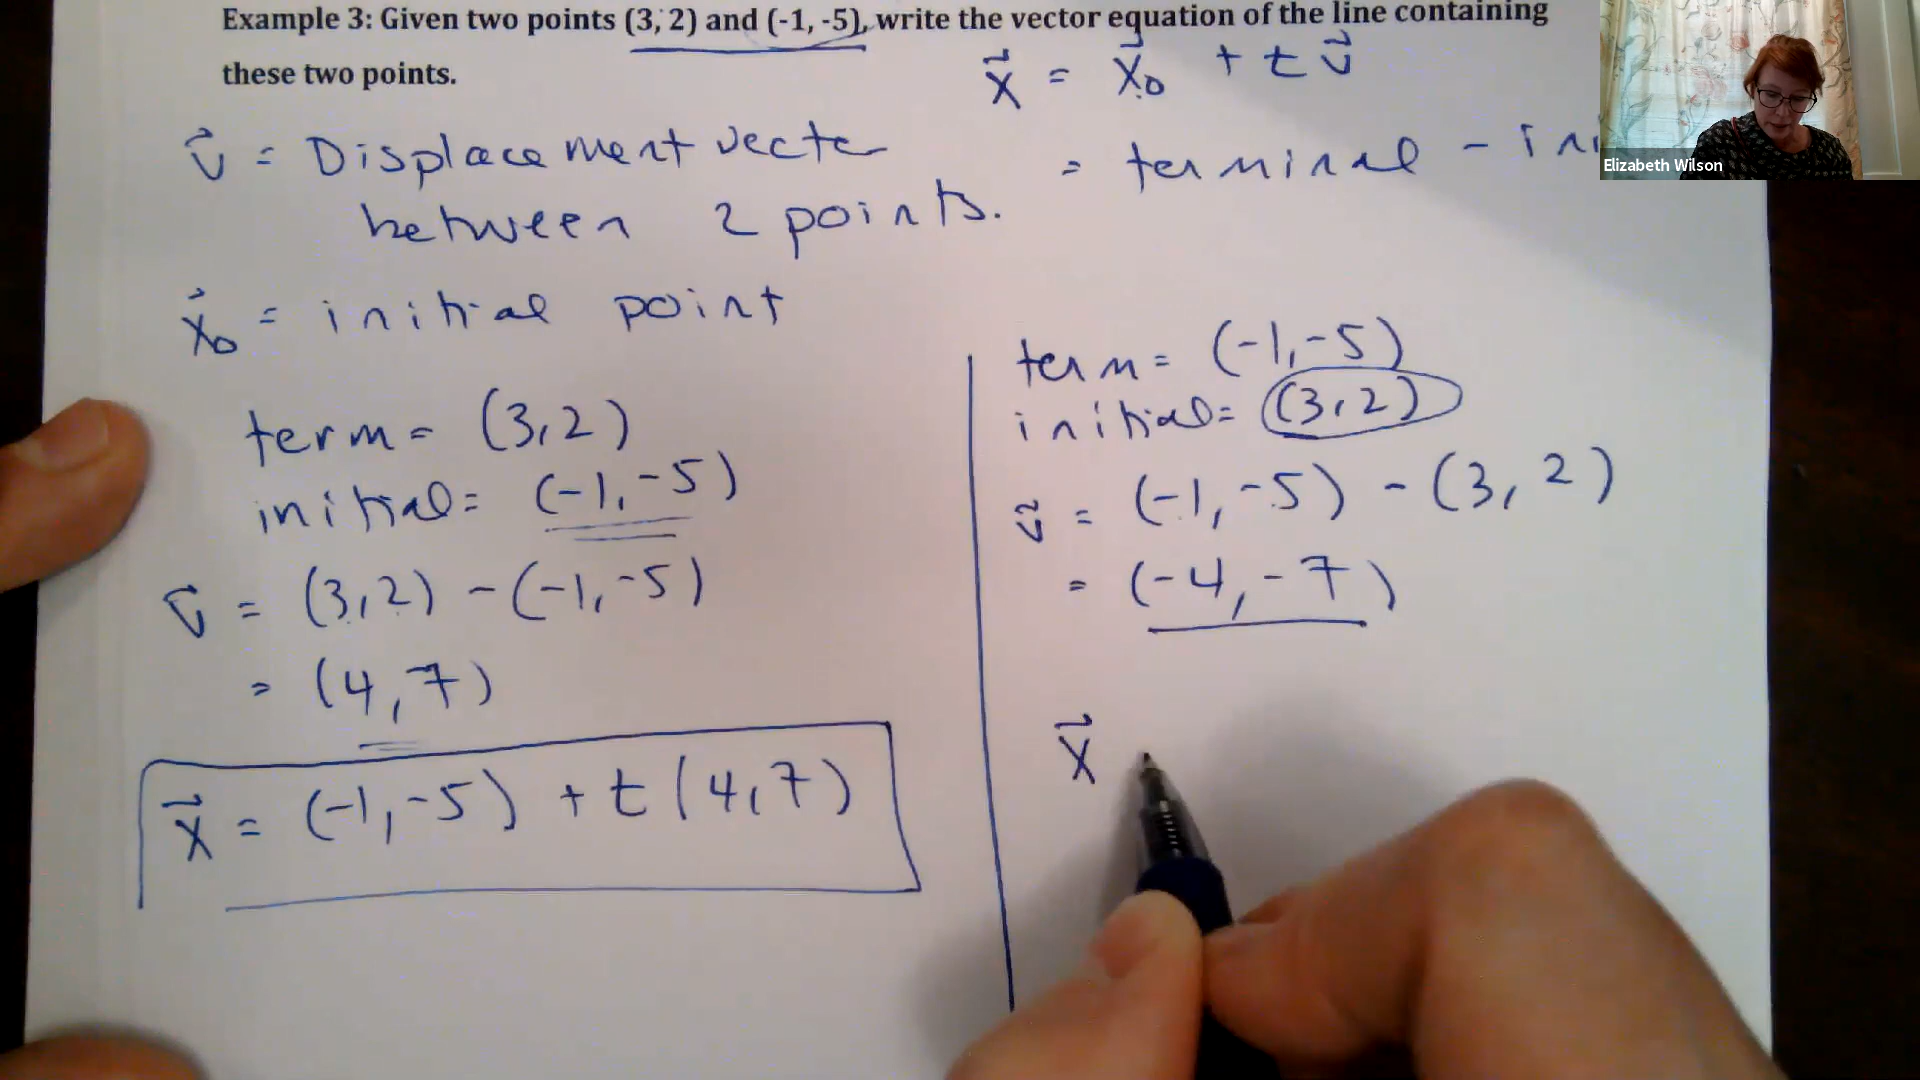 Example 3: Given two points (3, 2) and (-1, -5), write the vector equation of the line containing
these two points.
x⃗ = x⃗₀ + t v⃗
v⃗ = Displacement vector
between 2 points.
= terminal - ini
Elizabeth Wilson
x⃗₀ = initial point
term = (3,2)
initial = (-1,-5)
v⃗ = (3,2) - (-1,-5)
= (4,7)
x⃗ = (-1,-5) + t(4,7)
term = (-1,-5)
initial = (3,2)
v⃗ = (-1,-5) - (3,2)
= (-4,-7)
x⃗